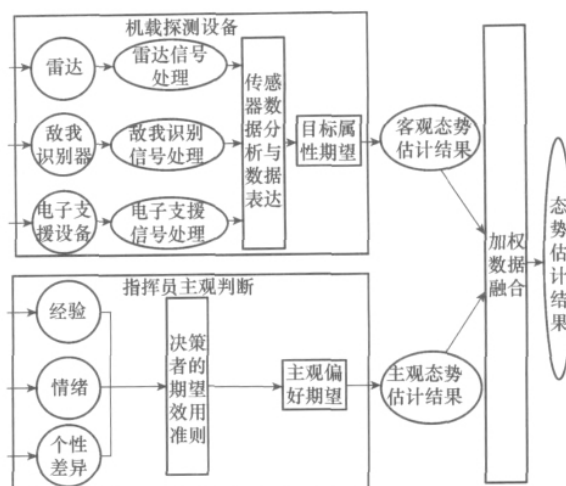 机载探测设备
雷达
雷达信号
处理
敌我
识别器
敌我识别
信号处理
电子支
援设备
电子支援
信号处理
传感
器数
据分
析与
数据
表达
目标属
性期望
客观态势
估计结果
指挥员主观判断
经验
情绪
个性
差异
决策
者的
期望
效用
准则
主观偏
好期望
主观态势
估计结果
加权
数据
融合
态
势
估
计
结
果